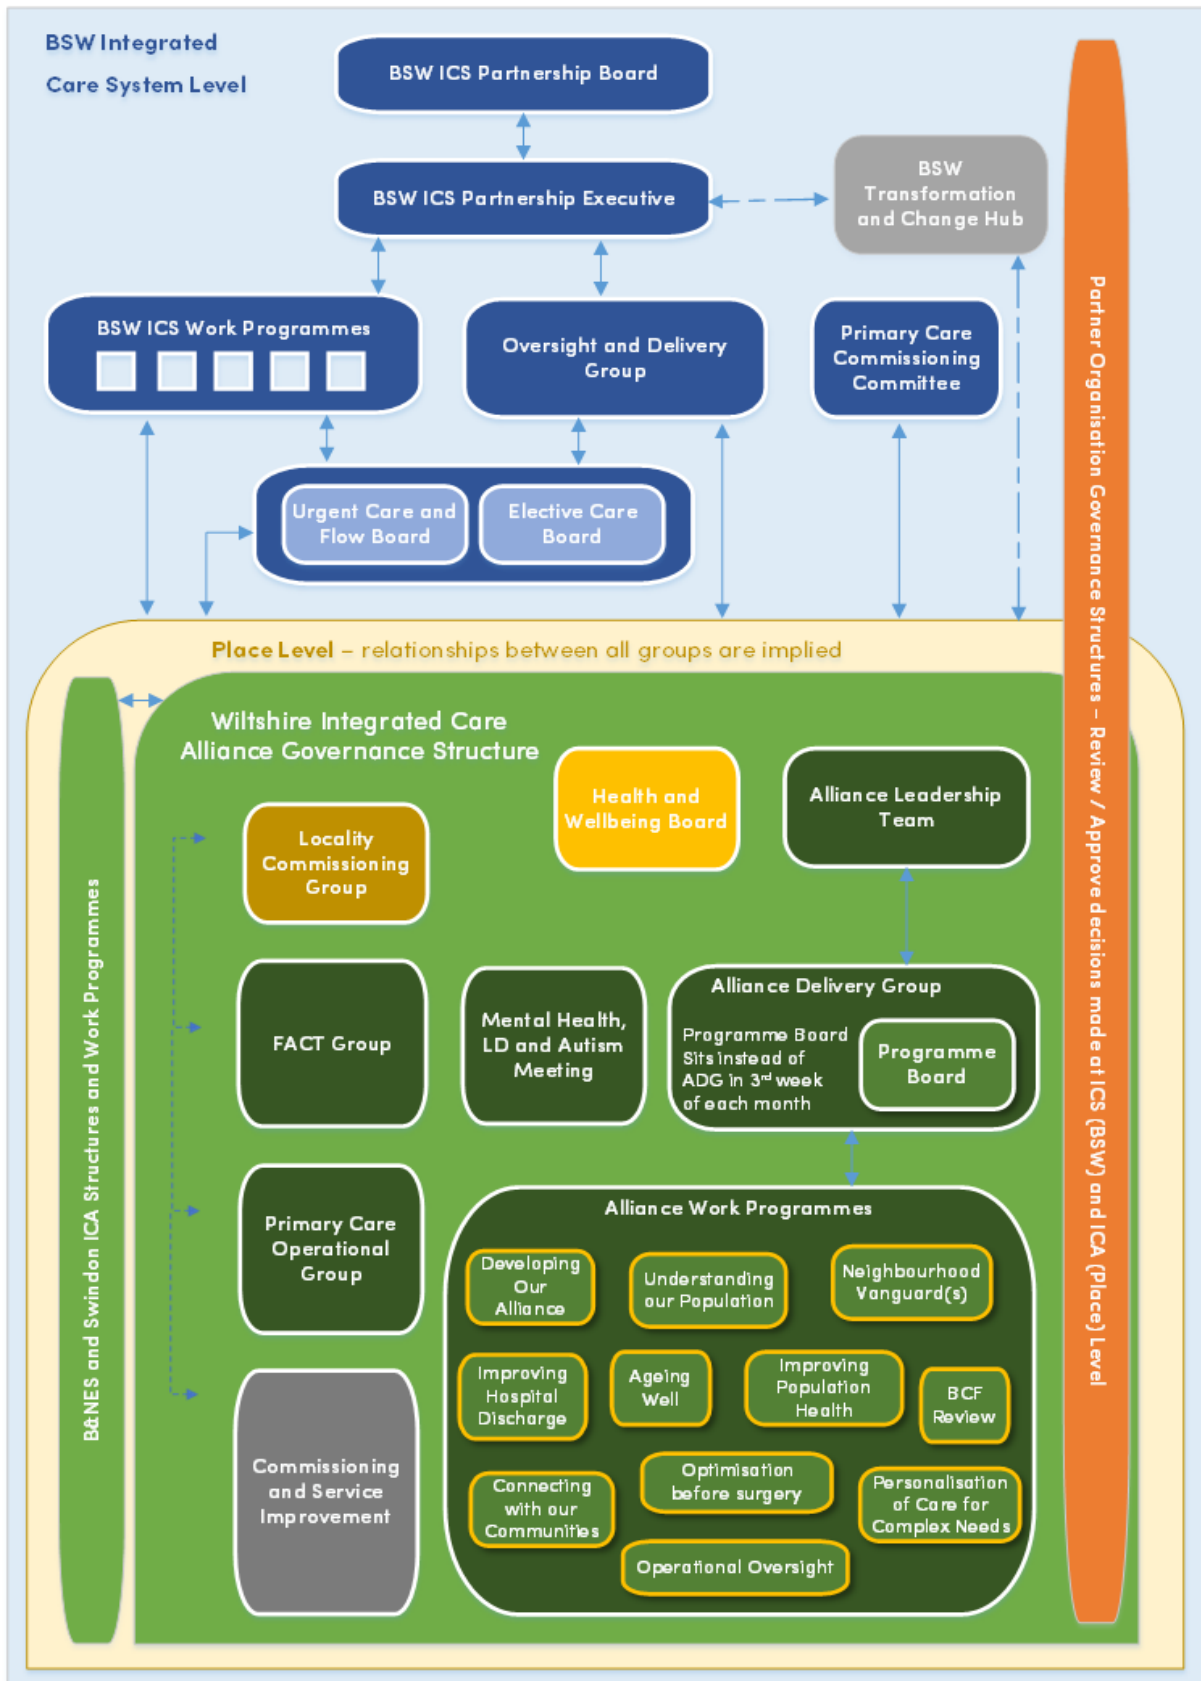 BSW Integrated
Care System Level
BSW ICS Partnership Board
BSW ICS Partnership Executive
BSW
Transformation
and Change Hub
BSW ICS Work Programmes
Oversight and Delivery
Group
Primary Care
Commissioning
Committee
Urgent Care and
Flow Board
Elective Care
Board
Partner Organisation Governance Structures – Review / Approve decisions made at ICS (BSW) and ICA (Place) Level
Place Level – relationships between all groups are implied
B&NES and Swindon ICA Structures and Work Programmes
Wiltshire Integrated Care
Alliance Governance Structure
Health and
Wellbeing Board
Alliance Leadership
Team
Locality
Commissioning
Group
FACT Group
Mental Health,
LD and Autism
Meeting
Alliance Delivery Group
Programme Board
Sits instead of
ADG in 3rd week
of each month
Programme
Board
Primary Care
Operational
Group
Commissioning
and Service
Improvement
Alliance Work Programmes
Developing
Our
Alliance
Understanding
our Population
Neighbourhood
Vanguard(s)
Improving
Hospital
Discharge
Ageing
Well
Improving
Population
Health
BCF
Review
Connecting
with our
Communities
Optimisation
before surgery
Personalisation
of Care for
Complex Needs
Operational Oversight